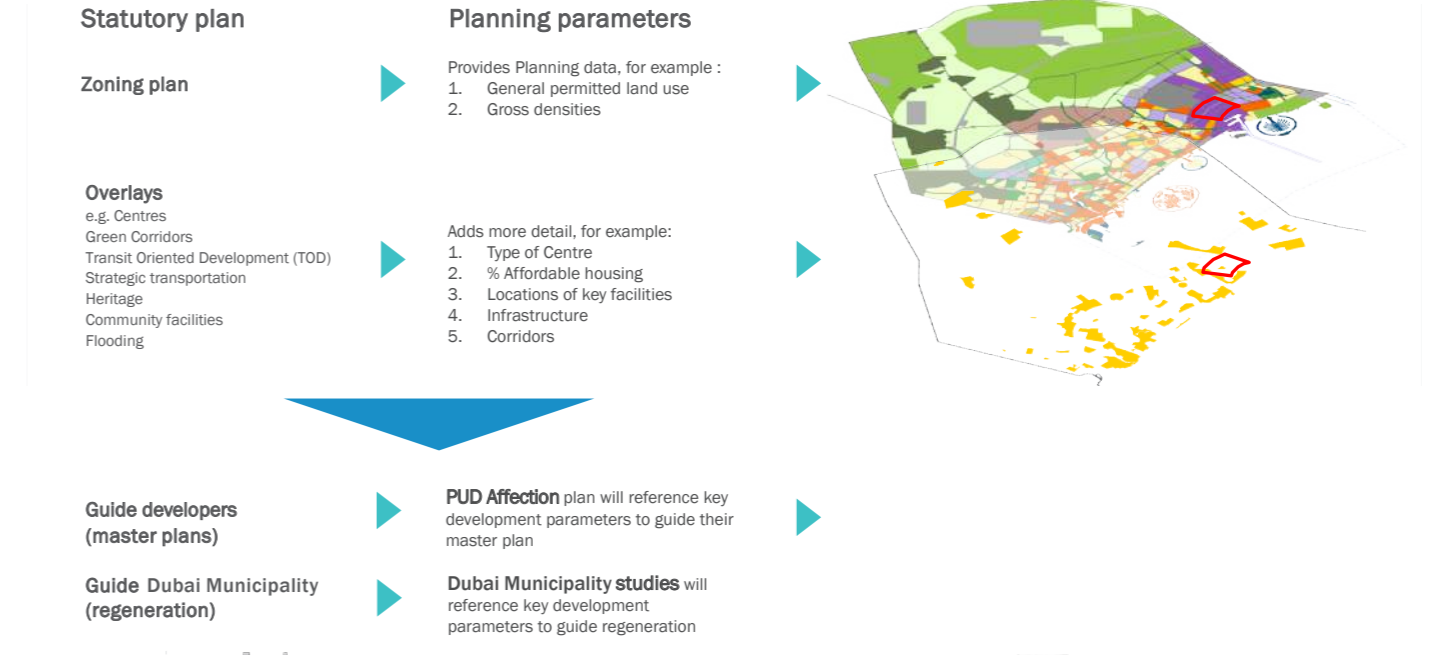 Statutory plan
Planning parameters
Zoning plan
Provides Planning data, for example :
1. General permitted land use
2. Gross densities
Overlays
e.g. Centres
Green Corridors
Transit Oriented Development (TOD)
Strategic transportation
Heritage
Community facilities
Flooding
Adds more detail, for example:
1. Type of Centre
2. % Affordable housing
3. Locations of key facilities
4. Infrastructure
5. Corridors
Guide developers
(master plans)
PUD Affection plan will reference key
development parameters to guide their
master plan
Guide Dubai Municipality
(regeneration)
Dubai Municipality studies will
reference key development
parameters to guide regeneration